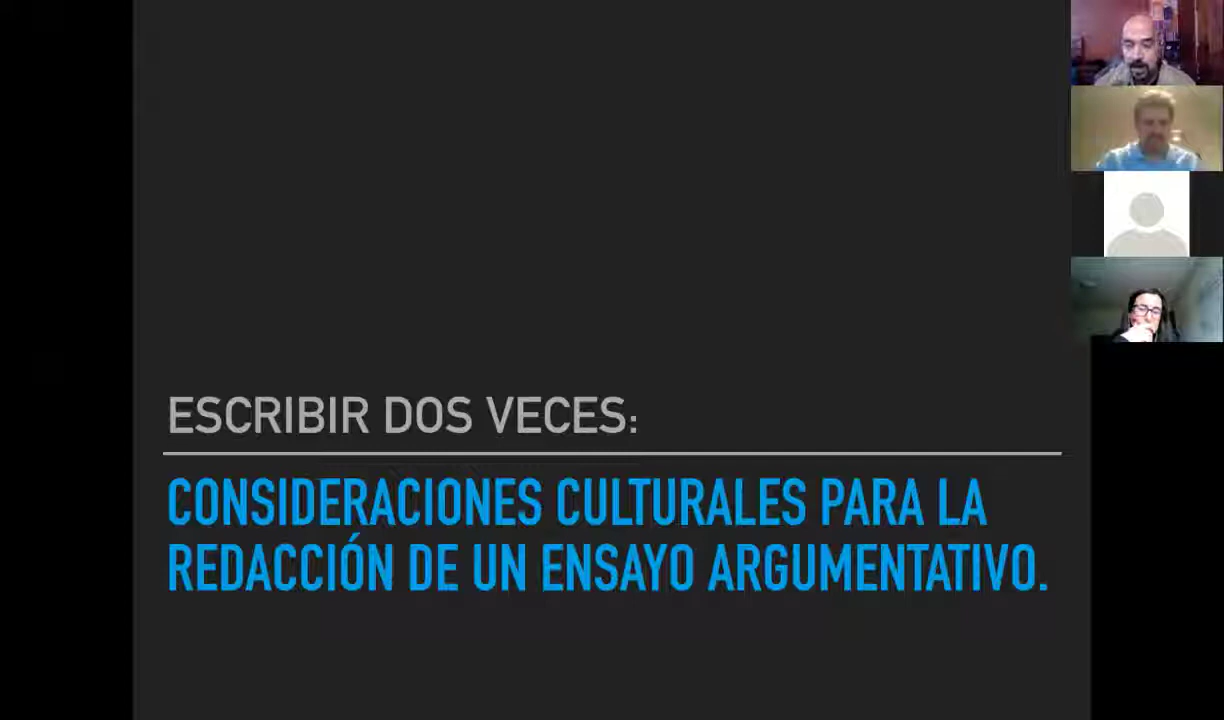 ESCRIBIR DOS VECES:
CONSIDERACIONES CULTURALES PARA LA
REDACCIÓN DE UN ENSAYO ARGUMENTATIVO.